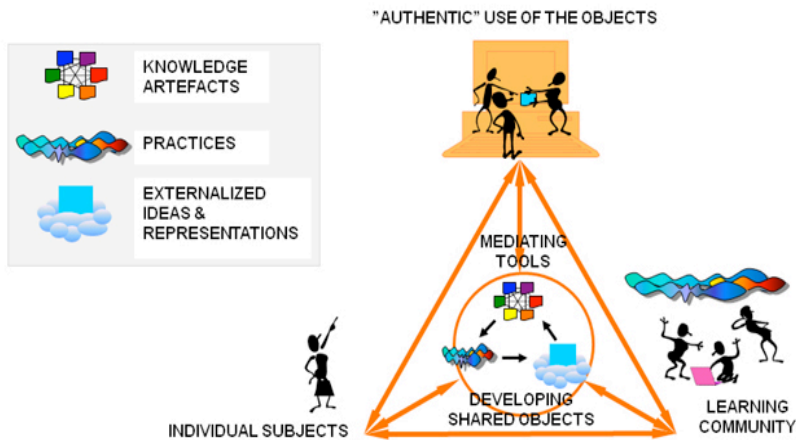 ”AUTHENTIC” USE OF THE OBJECTS
KNOWLEDGE
ARTEFACTS
PRACTICES
EXTERNALIZED
IDEAS &
REPRESENTATIONS
MEDIATING
TOOLS
DEVELOPING
SHARED OBJECTS
INDIVIDUAL SUBJECTS
LEARNING
COMMUNITY